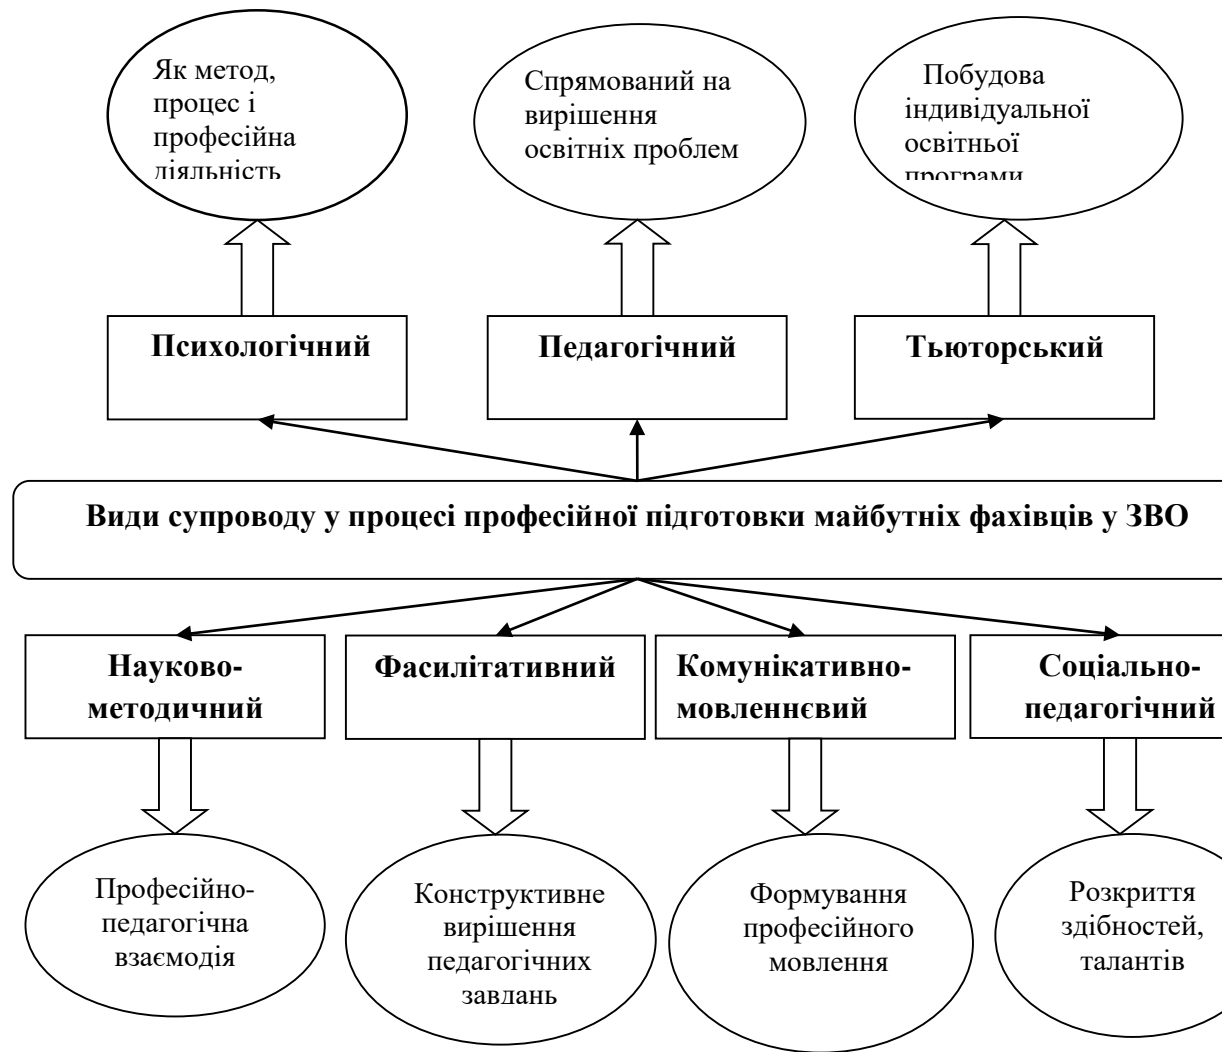 Як метод,
процес і
професійна
діяльність
Спрямований на
вирішення
освітніх проблем
Побудова
індивідуальної
освітньої
програми
Психологічний
Педагогічний
Тьюторський
Види супроводу у процесі професійної підготовки майбутніх фахівців у ЗВО
Науково-
методичний
Фасилітативний
Комунікативно-
мовленнєвий
Соціально-
педагогічний
Професійно-
педагогічна
взаємодія
Конструктивне
вирішення
педагогічних
завдань
Формування
професійного
мовлення
Розкриття
здібностей,
талантів